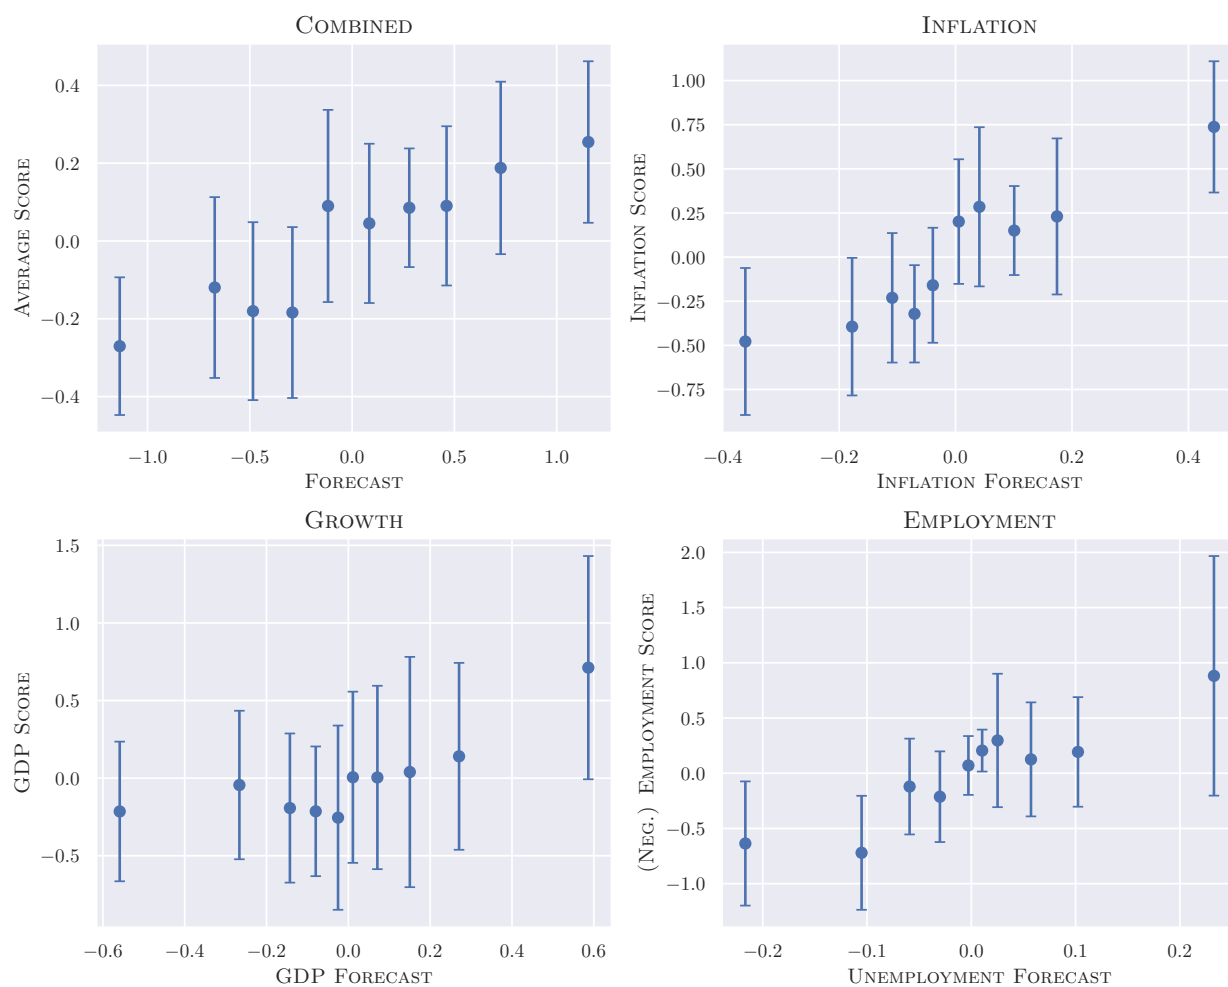 COMBINED
AVERAGE SCORE
0.4
0.2
0.0
−0.2
−0.4
−1.0 −0.5 0.0 0.5 1.0
FORECAST
INFLATION
INFLATION SCORE
1.00
0.75
0.50
0.25
0.00
−0.25
−0.50
−0.75
−0.4 −0.2 0.0 0.2 0.4
INFLATION FORECAST
GROWTH
GDP SCORE
1.5
1.0
0.5
0.0
−0.5
−0.6 −0.4 −0.2 0.0 0.2 0.4 0.6
GDP FORECAST
EMPLOYMENT
(NEG.) EMPLOYMENT SCORE
2.0
1.5
1.0
0.5
0.0
−0.5
−1.0
−0.2 −0.1 0.0 0.1 0.2
UNEMPLOYMENT FORECAST